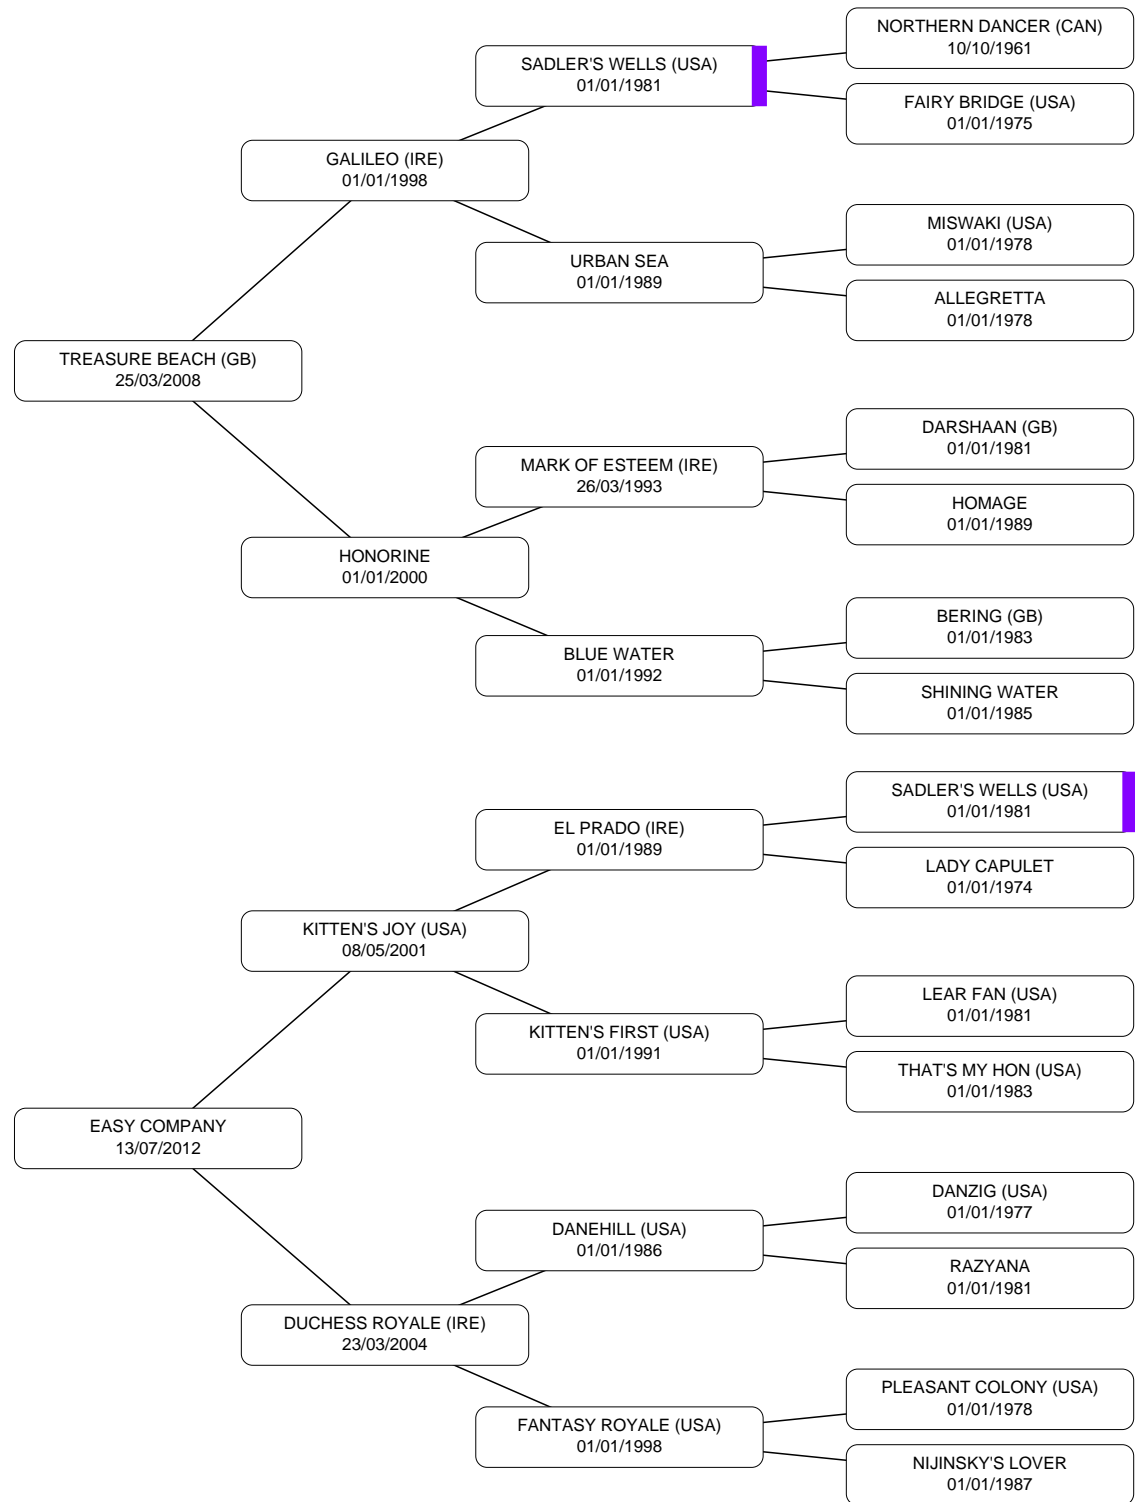 NORTHERN DANCER (CAN)
10/10/1961
SADLER'S WELLS (USA)
01/01/1981
FAIRY BRIDGE (USA)
01/01/1975
GALILEO (IRE)
01/01/1998
MISWAKI (USA)
01/01/1978
URBAN SEA
01/01/1989
ALLEGRETTA
01/01/1978
TREASURE BEACH (GB)
25/03/2008
DARSHAAN (GB)
01/01/1981
MARK OF ESTEEM (IRE)
26/03/1993
HOMAGE
01/01/1989
HONORINE
01/01/2000
BERING (GB)
01/01/1983
BLUE WATER
01/01/1992
SHINING WATER
01/01/1985
SADLER'S WELLS (USA)
01/01/1981
EL PRADO (IRE)
01/01/1989
LADY CAPULET
01/01/1974
KITTEN'S JOY (USA)
08/05/2001
LEAR FAN (USA)
01/01/1981
KITTEN'S FIRST (USA)
01/01/1991
THAT'S MY HON (USA)
01/01/1983
EASY COMPANY
13/07/2012
DANZIG (USA)
01/01/1977
DANEHILL (USA)
01/01/1986
RAZYANA
01/01/1981
DUCHESS ROYALE (IRE)
23/03/2004
PLEASANT COLONY (USA)
01/01/1978
FANTASY ROYALE (USA)
01/01/1998
NIJINSKY'S LOVER
01/01/1987